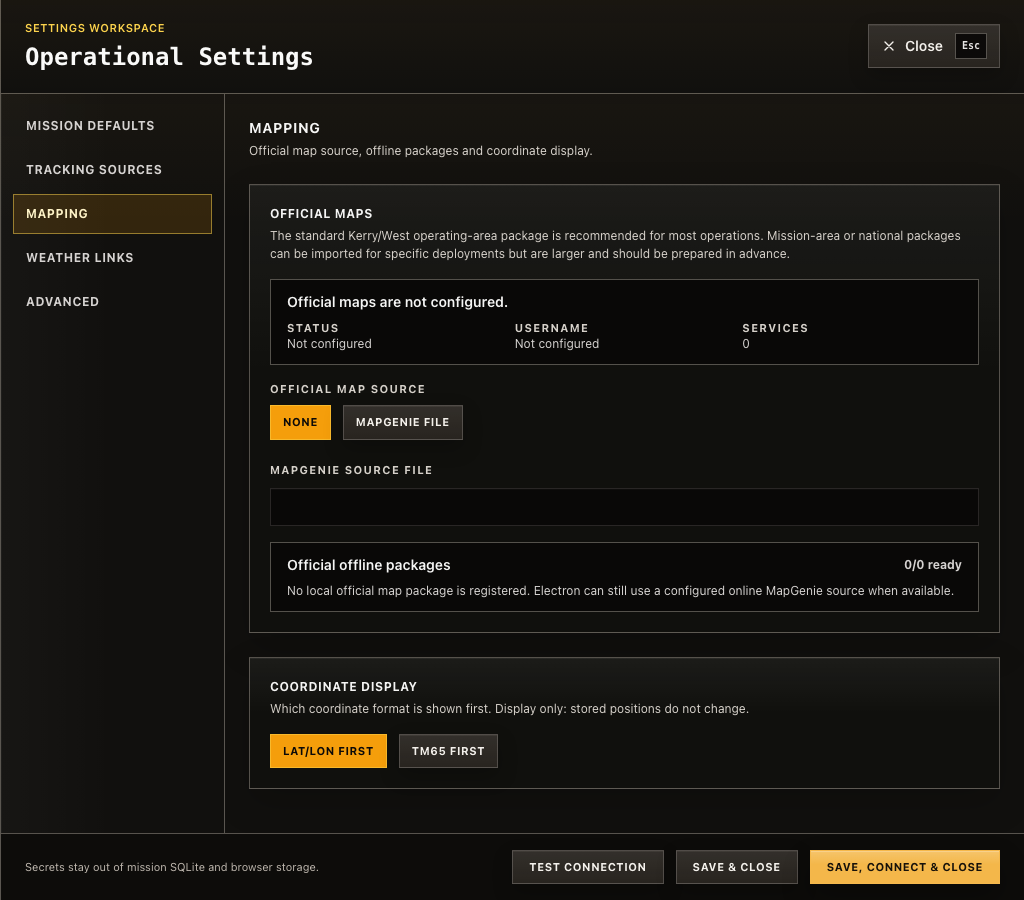 SETTINGS WORKSPACE
Operational Settings
× Close Esc
MISSION DEFAULTS
TRACKING SOURCES
MAPPING
WEATHER LINKS
ADVANCED
MAPPING
Official map source, offline packages and coordinate display.
OFFICIAL MAPS
The standard Kerry/West operating-area package is recommended for most operations. Mission-area or national packages
can be imported for specific deployments but are larger and should be prepared in advance.
Official maps are not configured.
STATUS USERNAME SERVICES
Not configured Not configured 0
OFFICIAL MAP SOURCE
NONE MAPGENIE FILE
MAPGENIE SOURCE FILE
Official offline packages 0/0 ready
No local official map package is registered. Electron can still use a configured online MapGenie source when available.
COORDINATE DISPLAY
Which coordinate format is shown first. Display only: stored positions do not change.
LAT/LON FIRST TM65 FIRST
Secrets stay out of mission SQLite and browser storage.
TEST CONNECTION SAVE & CLOSE SAVE, CONNECT & CLOSE